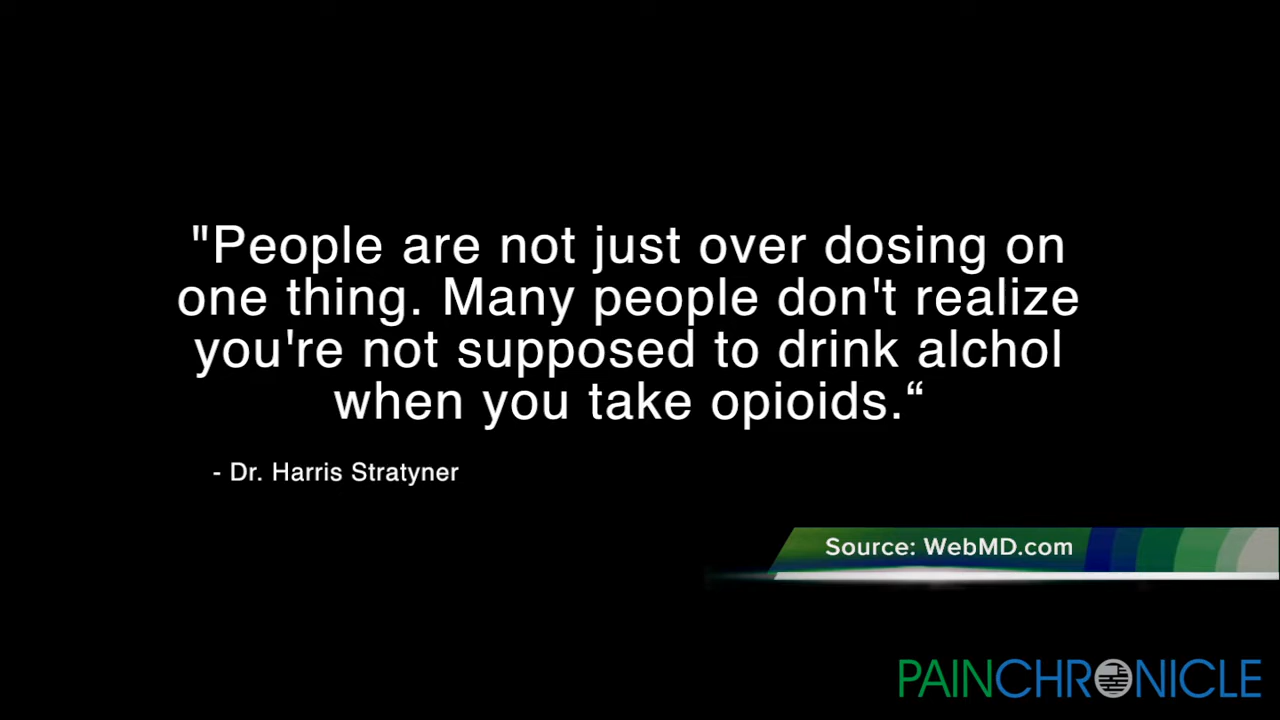 "People are not just over dosing on
one thing. Many people don't realize
you're not supposed to drink alchol
when you take opioids.“
- Dr. Harris Stratyner
Source: WebMD.com
PAINCHRONICLE